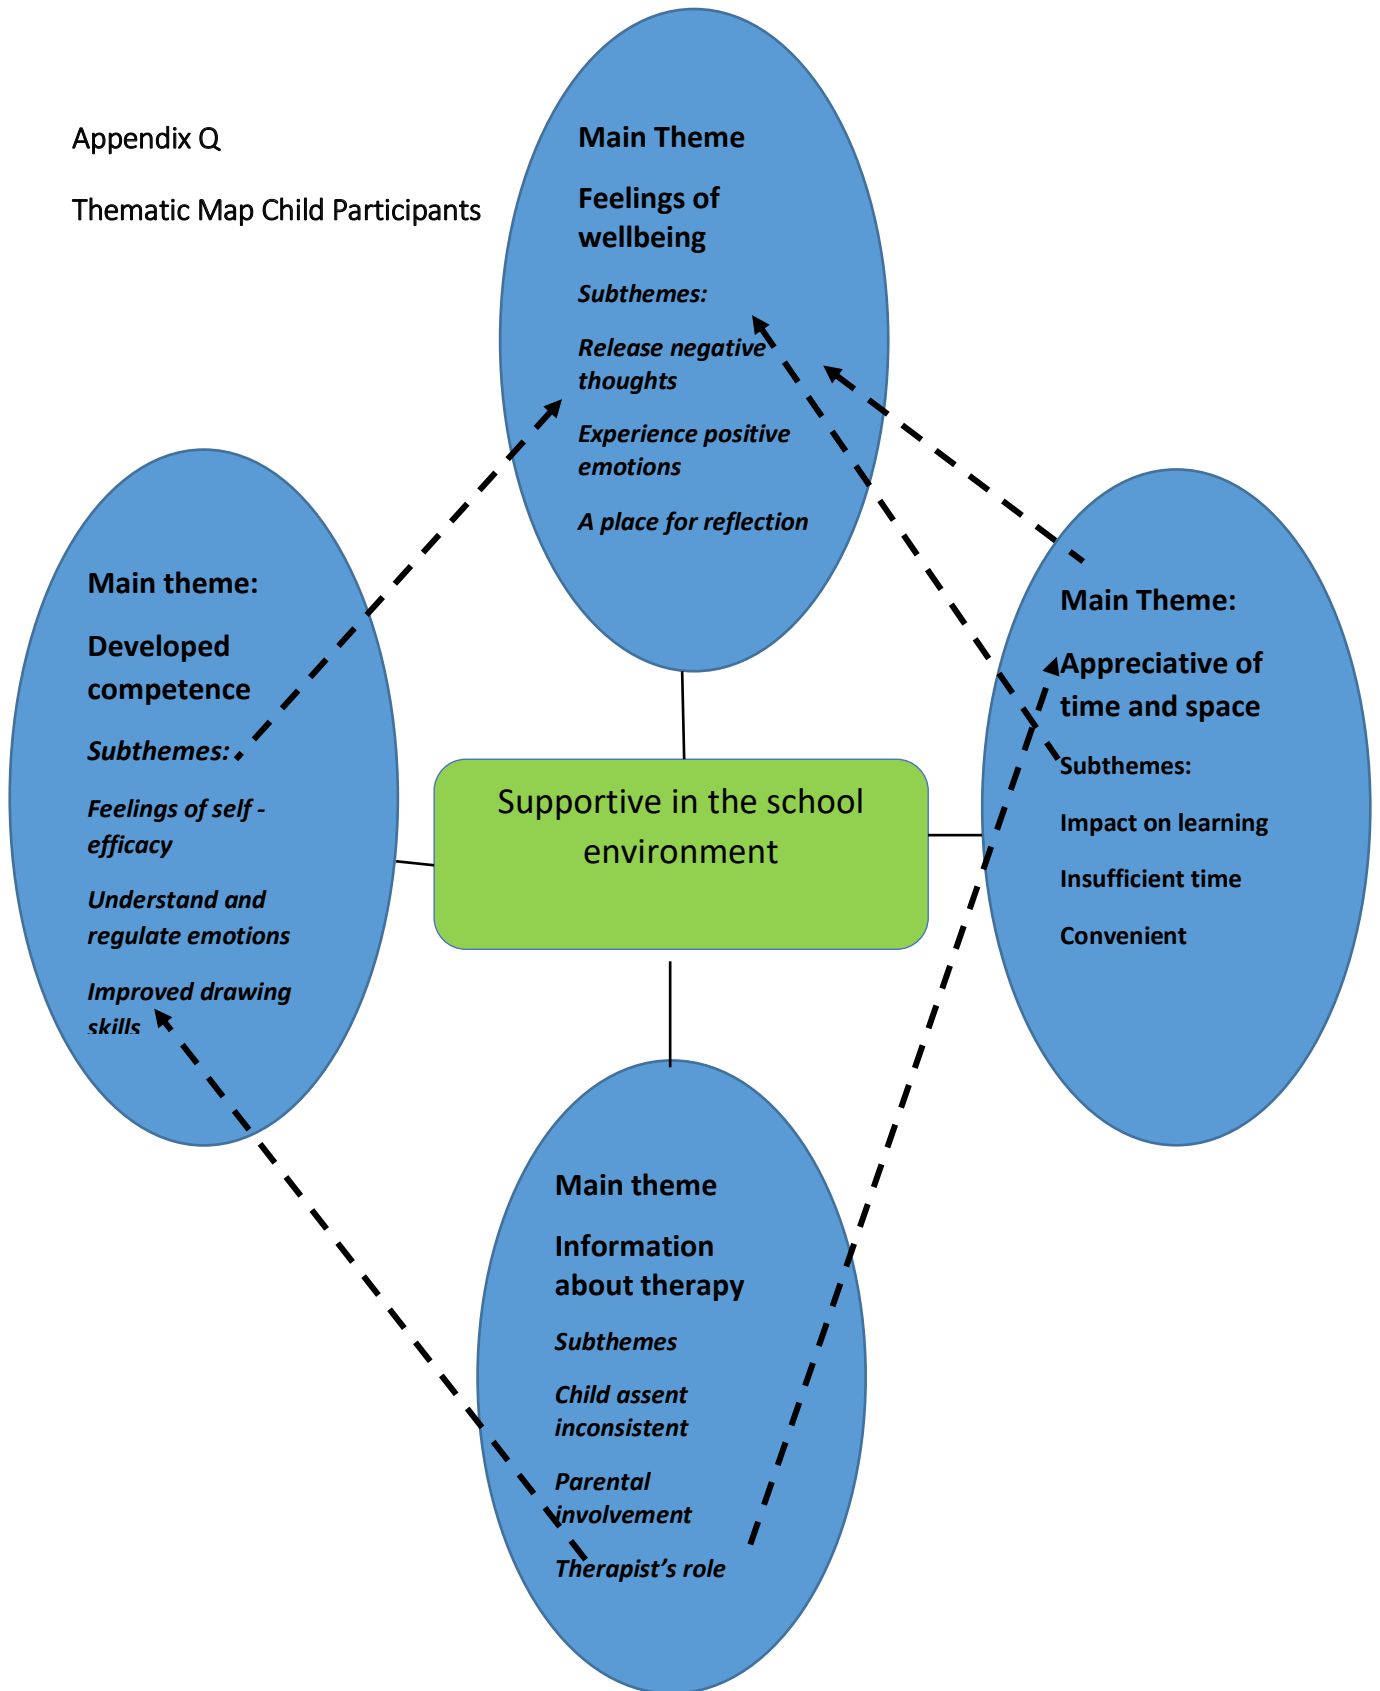 Appendix Q
Thematic Map Child Participants
Main Theme
Feelings of
wellbeing
Subthemes:
Release negative
thoughts
Experience positive
emotions
A place for reflection
Main theme:
Developed
competence
Subthemes:
Feelings of self -
efficacy
Understand and
regulate emotions
Improved drawing
skills
Supportive in the school
environment
Main Theme:
Appreciative of
time and space
Subthemes:
Impact on learning
Insufficient time
Convenient
Main theme
Information
about therapy
Subthemes
Child assent
inconsistent
Parental
involvement
Therapist’s role